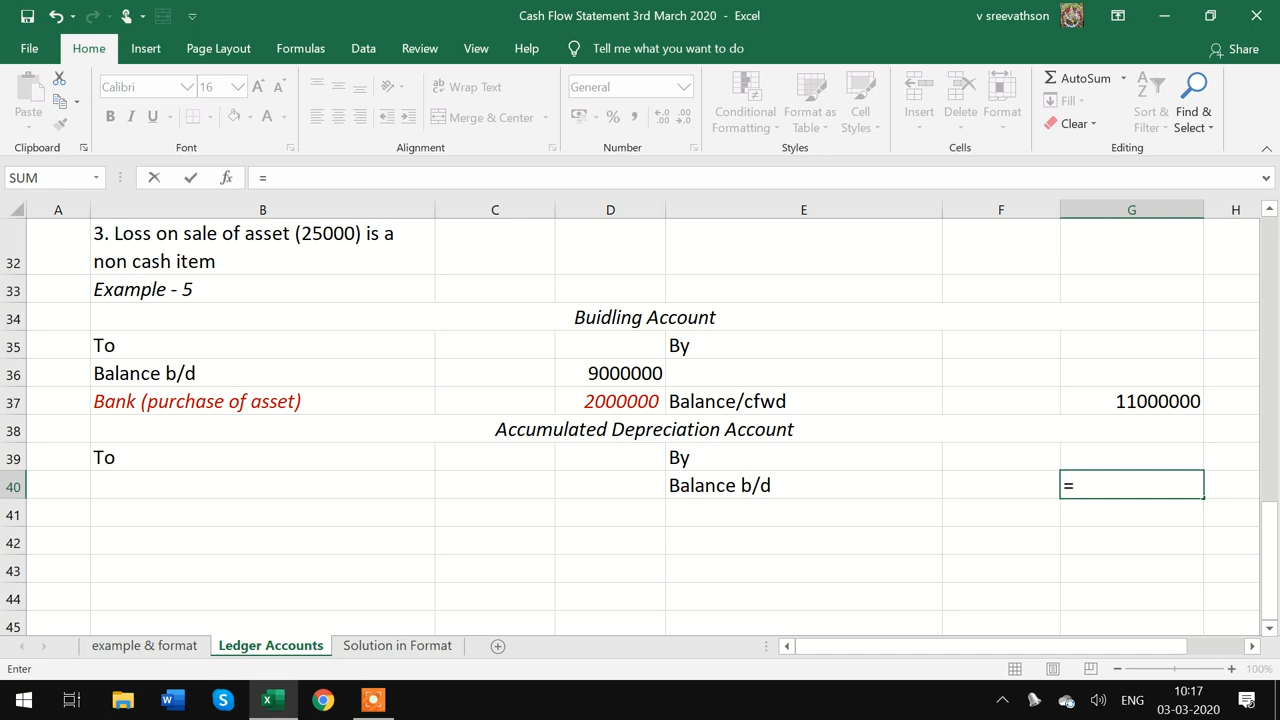 Cash Flow Statement 3rd March 2020 - Excel
v sreevathson
File Home Insert Page Layout Formulas Data Review View Help Tell me what you want to do Share
Paste
Calibri 16
B I U
Wrap Text
Merge & Center
General
% ,
Conditional Formatting
Format as Table
Cell Styles
Insert Delete Format
AutoSum
Fill
Clear
Sort & Filter
Find & Select
Clipboard Font Alignment Number Styles Cells Editing
SUM fx =
A B C D E F G H
32 3. Loss on sale of asset (25000) is a
non cash item
33 Example - 5
34 Buidling Account
35 To By
36 Balance b/d 9000000
37 Bank (purchase of asset) 2000000 Balance/cfwd 11000000
38 Accumulated Depreciation Account
39 To By
40 Balance b/d =
41
42
43
44
45
example & format Ledger Accounts Solution in Format
Enter 100%
ENG
10:17
03-03-2020